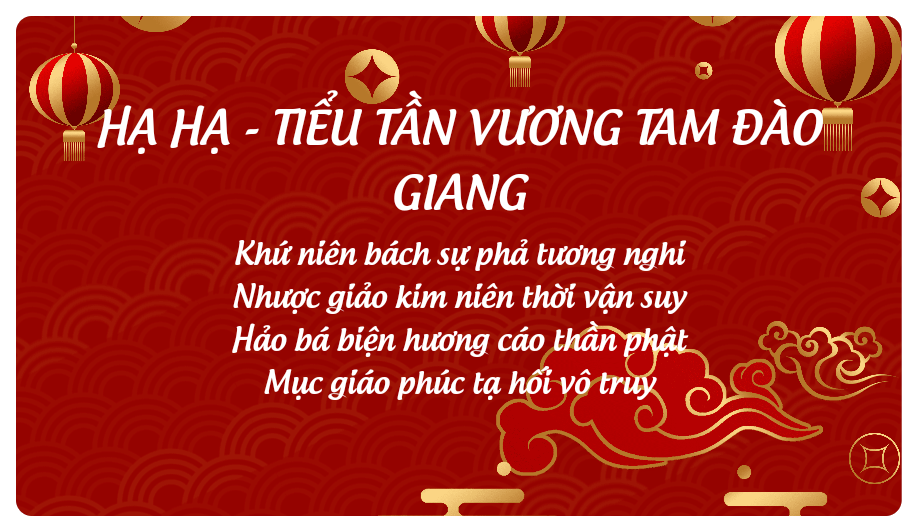 HẠ HẠ - TIỂU TẦN VƯƠNG TAM ĐÀO
GIANG
Khứ niên bách sự phả tương nghi
Nhược giảo kim niên thời vận suy
Hảo bá biện hương cáo thần phật
Mục giáo phúc tạ hối vô truy